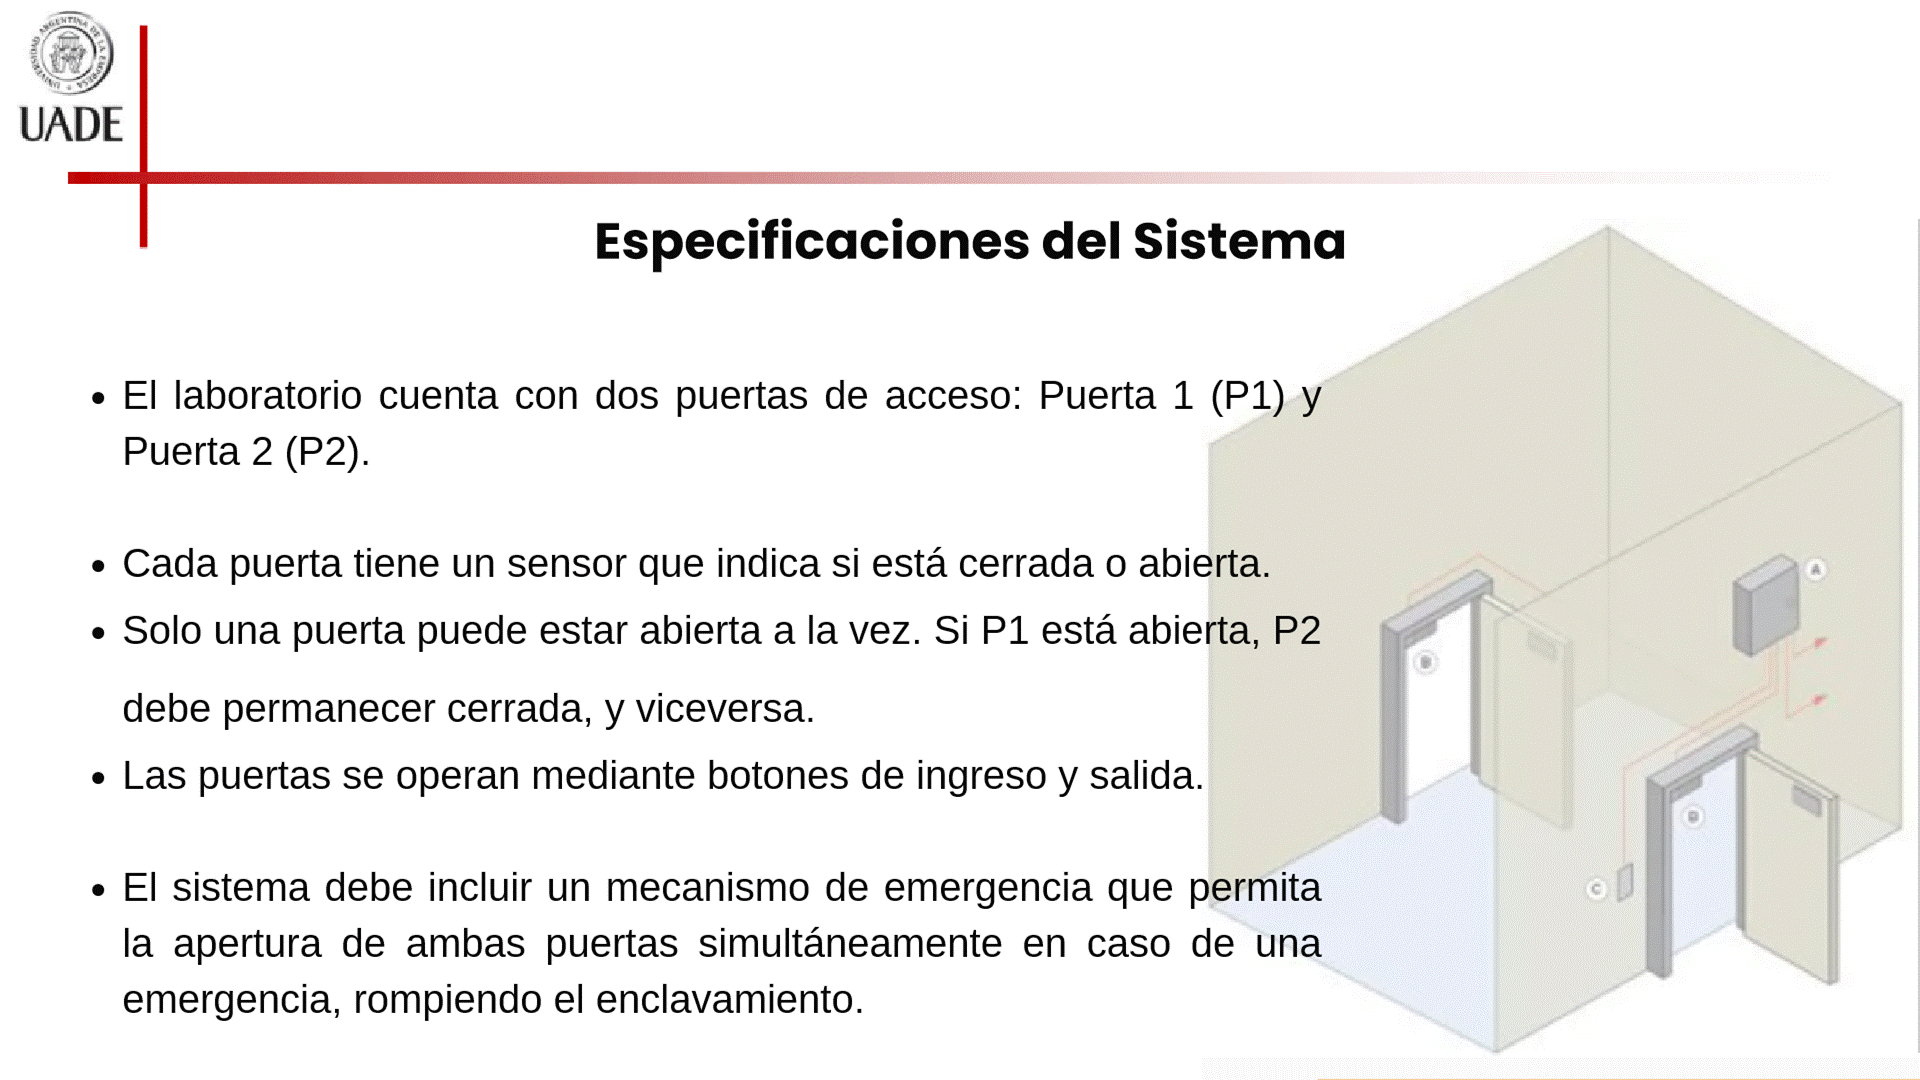 UNIVERSIDAD ARGENTINA DE LA EMPRESA
UADE
Especificaciones del Sistema
• El laboratorio cuenta con dos puertas de acceso: Puerta 1 (P1) y
Puerta 2 (P2).
• Cada puerta tiene un sensor que indica si está cerrada o abierta.
• Solo una puerta puede estar abierta a la vez. Si P1 está abierta, P2
debe permanecer cerrada, y viceversa.
• Las puertas se operan mediante botones de ingreso y salida.
• El sistema debe incluir un mecanismo de emergencia que permita
la apertura de ambas puertas simultáneamente en caso de una
emergencia, rompiendo el enclavamiento.
A
C